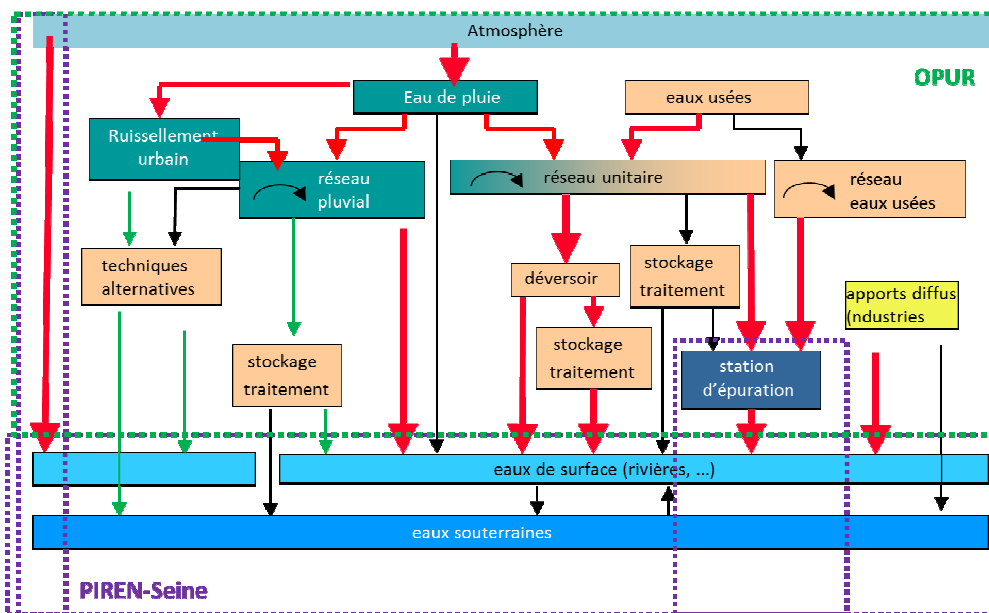 Atmosphère
OPUR
Eau de pluie
eaux usées
Ruissellement
urbain
réseau
pluvial
réseau unitaire
réseau
eaux usées
techniques
alternatives
déversoir
stockage
traitement
apports diffus
(ndustries
stockage
traitement
stockage
traitement
station
d'épuration
eaux de surface (rivières, ...)
eaux souterraines
PIREN-Seine